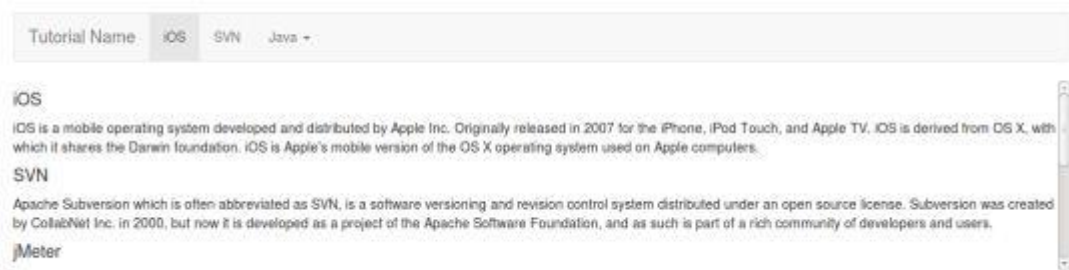 Tutorial Name iOS SVN Java
iOS
iOS is a mobile operating system developed and distributed by Apple Inc. Originally released in 2007 for the iPhone, iPod Touch, and Apple TV. iOS is derived from OS X, with
which it shares the Darwin foundation. iOS is Apple's mobile version of the OS X operating system used on Apple computers.
SVN
Apache Subversion which is often abbreviated as SVN, is a software versioning and revision control system distributed under an open source license. Subversion was created
by CollabNet Inc. in 2000, but now it is developed as a project of the Apache Software Foundation, and as such is part of a rich community of developers and users.
jMeter